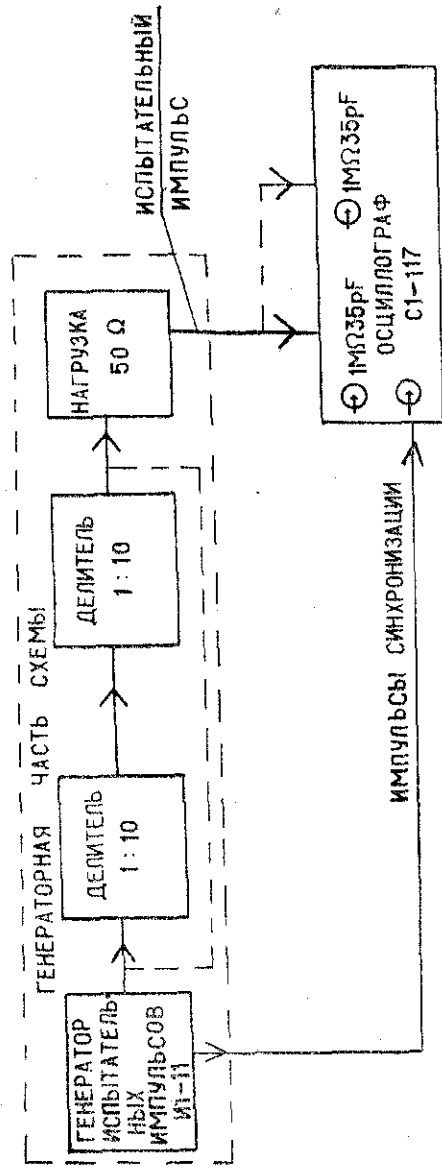 ГЕНЕРАТОРНАЯ ЧАСТЬ СХЕМЫ
ГЕНЕРАТОР
ИСПЫТАТЕЛЬ
НЫХ
ИМПУЛЬСОВ
И1-11
ДЕЛИТЕЛЬ
1:10
ДЕЛИТЕЛЬ
1:10
НАГРУЗКА
50 Ω
ИСПЫТАТЕЛЬНЫЙ
ИМПУЛЬС
ИМПУЛЬСЫ СИНХРОНИЗАЦИИ
1MΩ35pF
1MΩ35pF
ОСЦИЛЛОГРАФ
С1-117